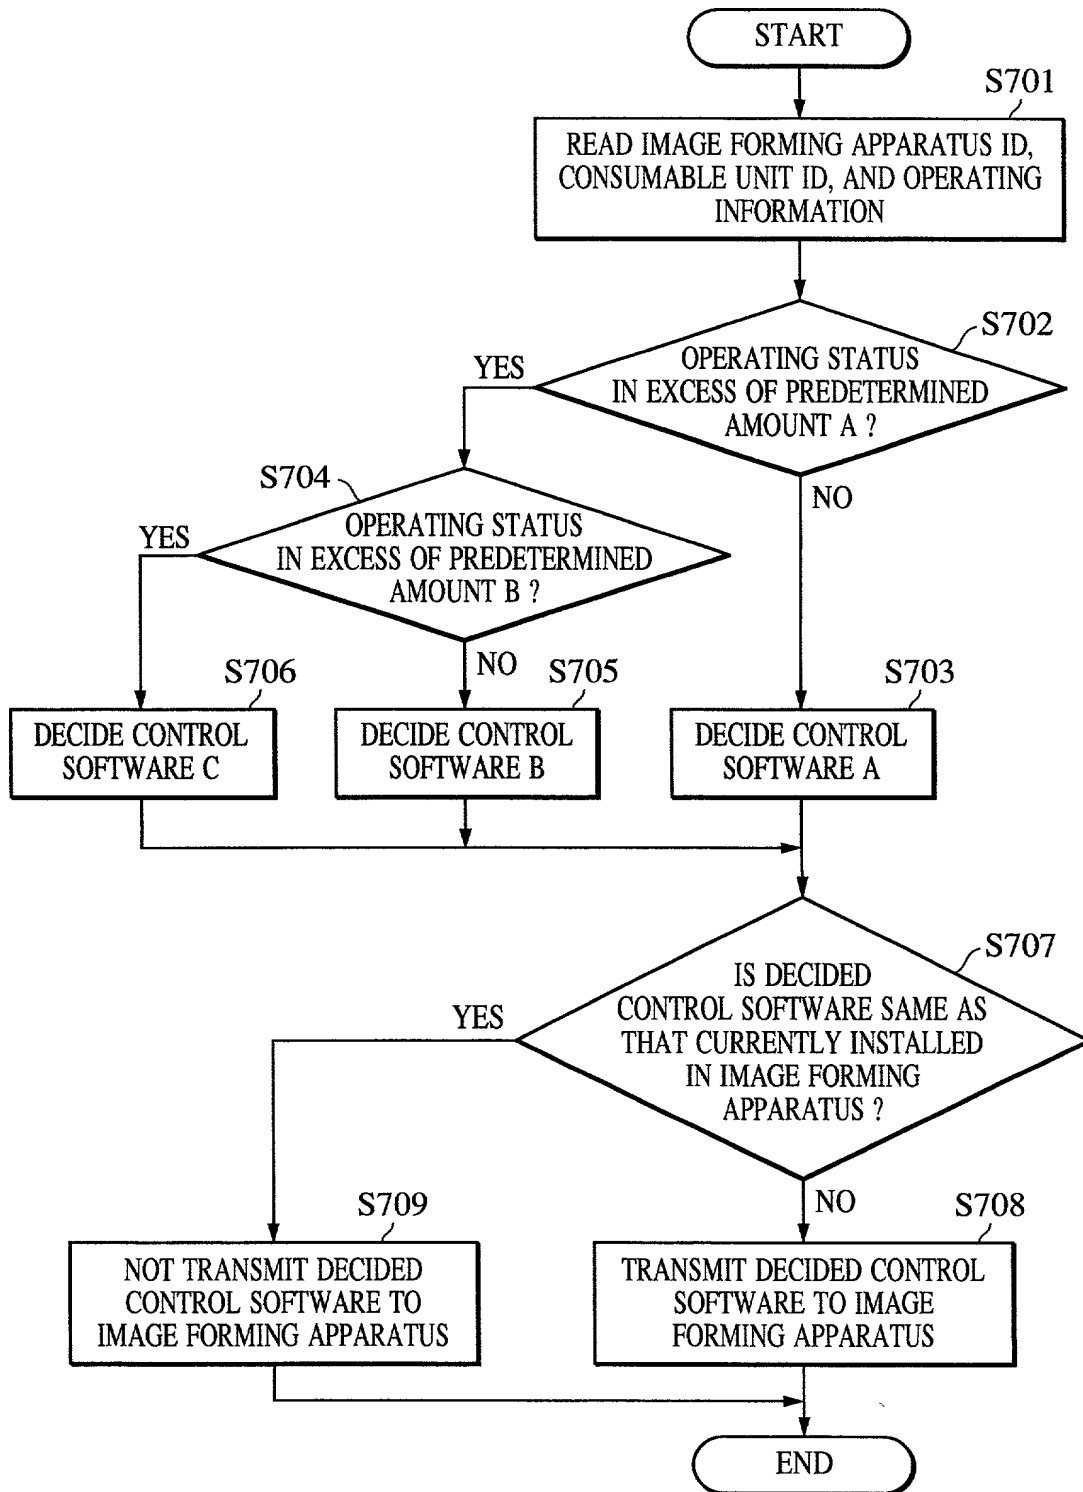 START
S701
READ IMAGE FORMING APPARATUS ID,
CONSUMABLE UNIT ID, AND OPERATING
INFORMATION
S702
OPERATING STATUS
IN EXCESS OF PREDETERMINED
AMOUNT A ?
YES
NO
S704
OPERATING STATUS
IN EXCESS OF PREDETERMINED
AMOUNT B ?
YES
NO
S706
DECIDE CONTROL
SOFTWARE C
S705
DECIDE CONTROL
SOFTWARE B
S703
DECIDE CONTROL
SOFTWARE A
S707
IS DECIDED
CONTROL SOFTWARE SAME AS
THAT CURRENTLY INSTALLED
IN IMAGE FORMING
APPARATUS ?
YES
NO
S709
NOT TRANSMIT DECIDED
CONTROL SOFTWARE TO
IMAGE FORMING APPARATUS
S708
TRANSMIT DECIDED CONTROL
SOFTWARE TO IMAGE
FORMING APPARATUS
END